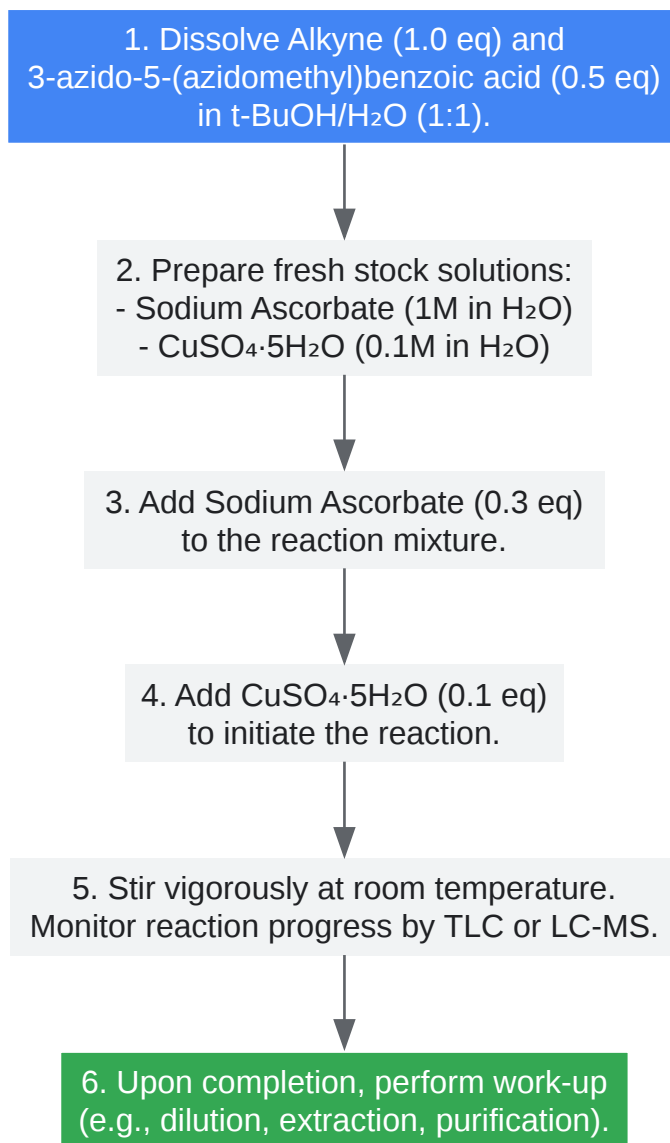 1. Dissolve Alkyne (1.0 eq) and
3-azido-5-(azidomethyl)benzoic acid (0.5 eq)
in t-BuOH/H₂O (1:1).
2. Prepare fresh stock solutions:
- Sodium Ascorbate (1M in H₂O)
- CuSO₄·5H₂O (0.1M in H₂O)
3. Add Sodium Ascorbate (0.3 eq)
to the reaction mixture.
4. Add CuSO₄·5H₂O (0.1 eq)
to initiate the reaction.
5. Stir vigorously at room temperature.
Monitor reaction progress by TLC or LC-MS.
6. Upon completion, perform work-up
(e.g., dilution, extraction, purification).